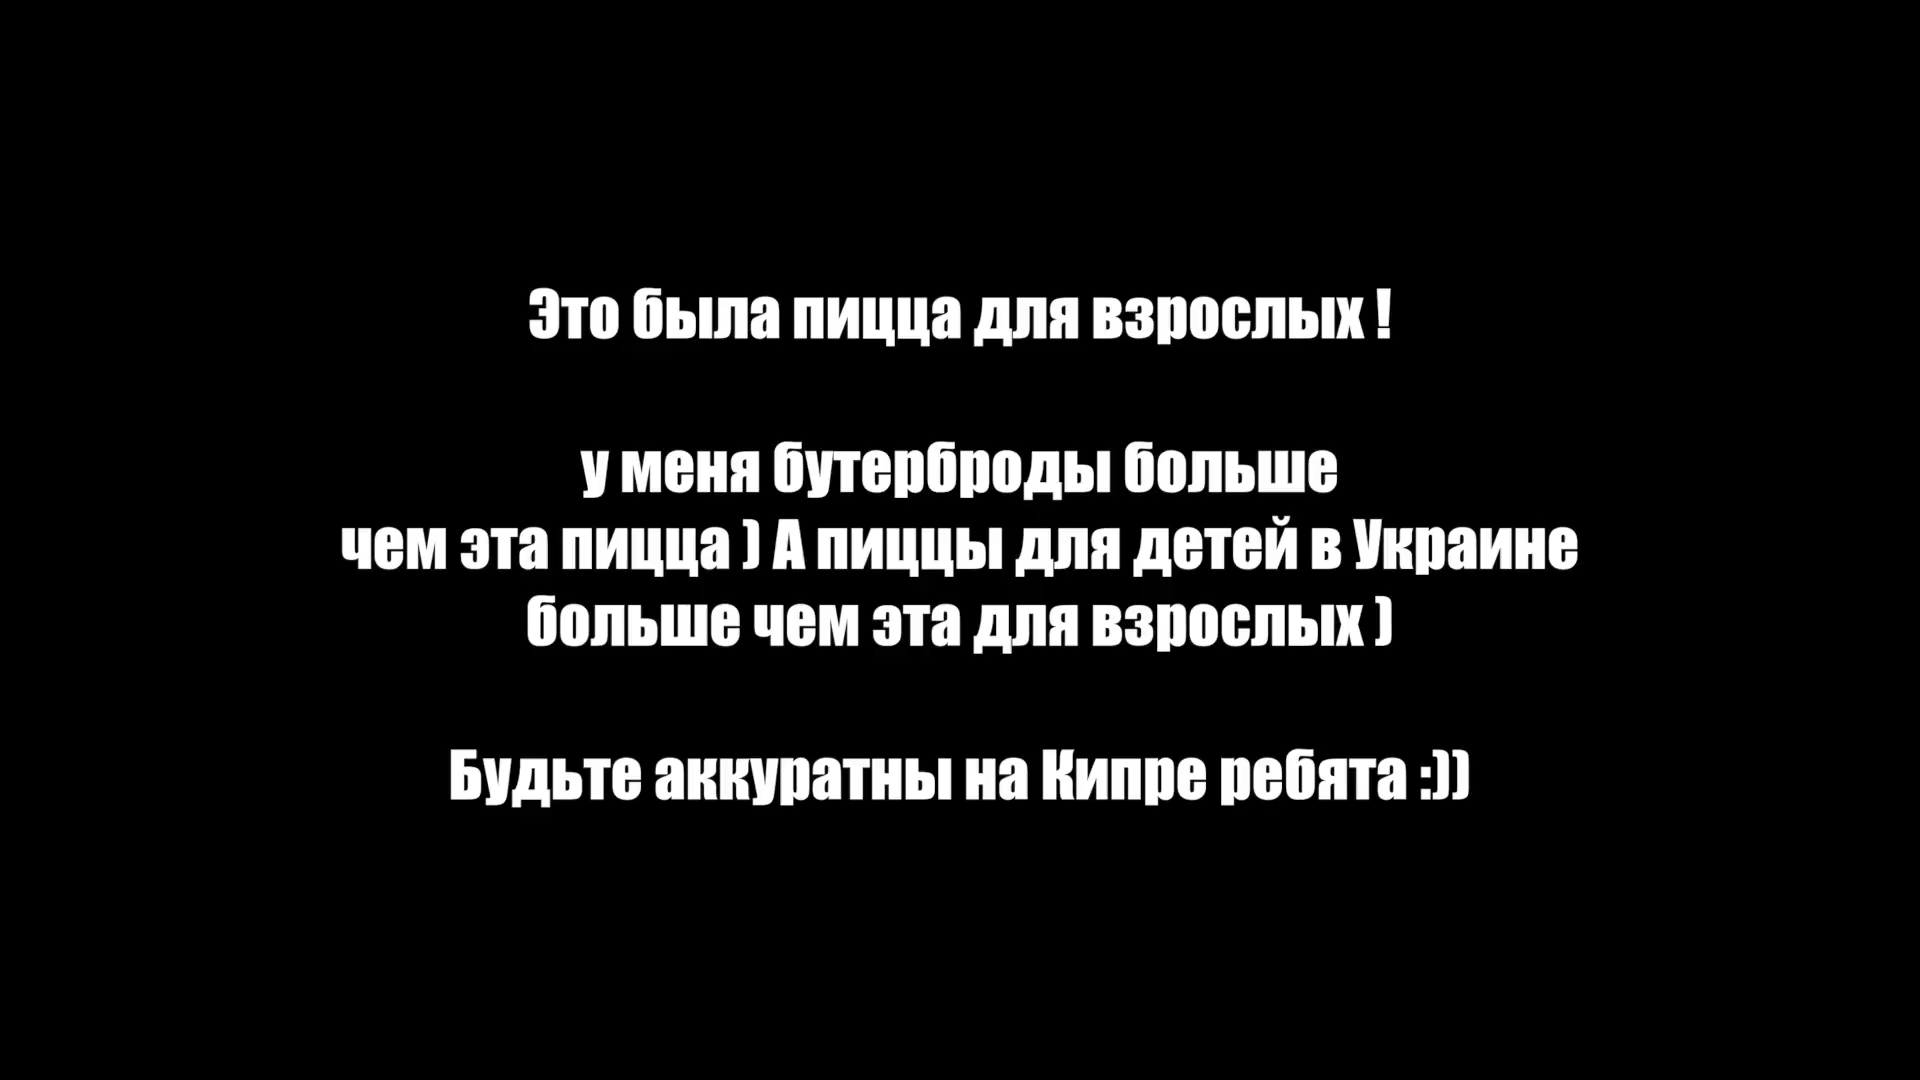 Это была пицца для взрослых !
у меня бутерброды больше
чем эта пицца ) А пиццы для детей в Украине
больше чем эта для взрослых )
Будьте аккуратны на Кипре ребята :))